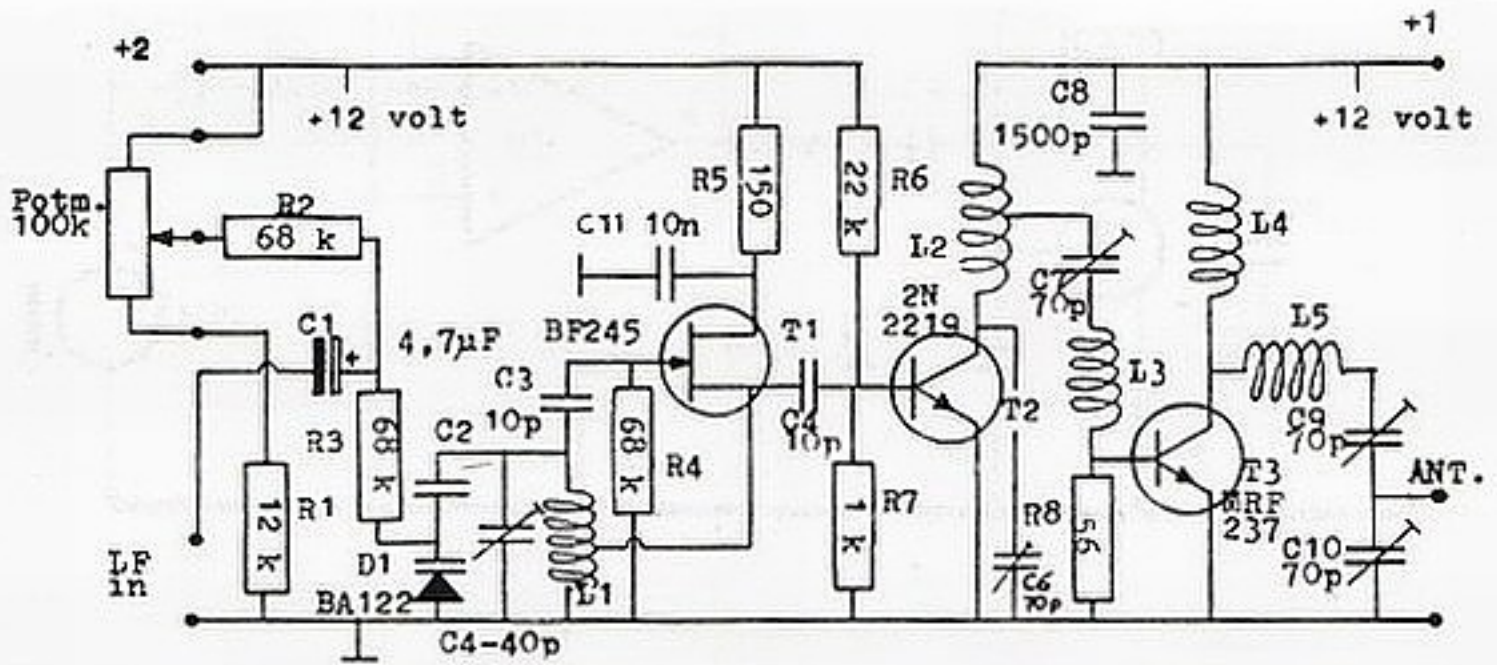 +2
+1
+12 volt
+12 volt
C8
1500p
Potm.
100k
R2
68 k
C11 10n
R5
150
22 k
R6
L2
C7
70p
L4
C1
+
4,7µF
BF245
T1
2N
2219
L5
C3
10p
L3
C4
10p
T2
C9
70p
R3
68 k
C2
68 k
R4
R1
12 k
R7
1 k
R8
56
T3
MRF
237
ANT.
LF
in
D1
BA122
L1
C6
70p
C10
70p
C4-40p